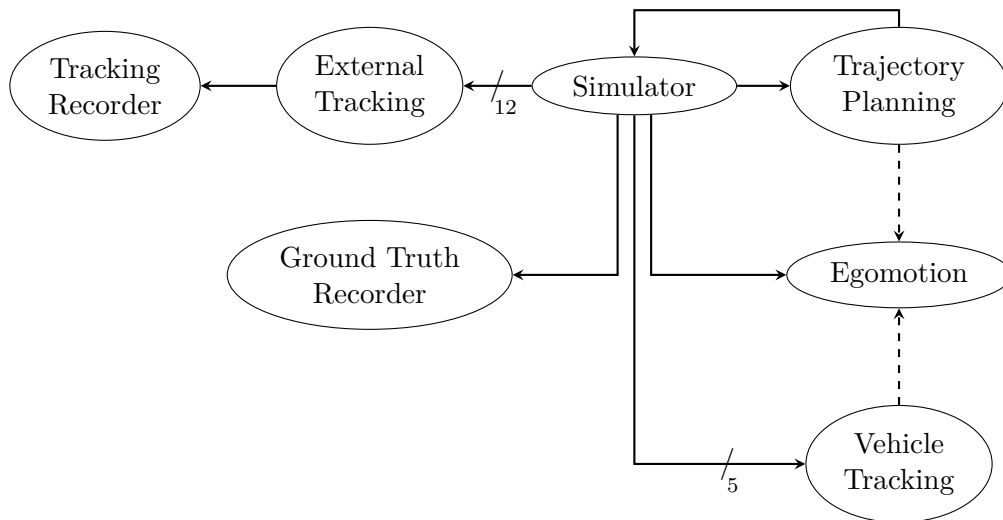 Tracking
Recorder
External
Tracking
12
Simulator
Trajectory
Planning
Ground Truth
Recorder
Egomotion
5
Vehicle
Tracking